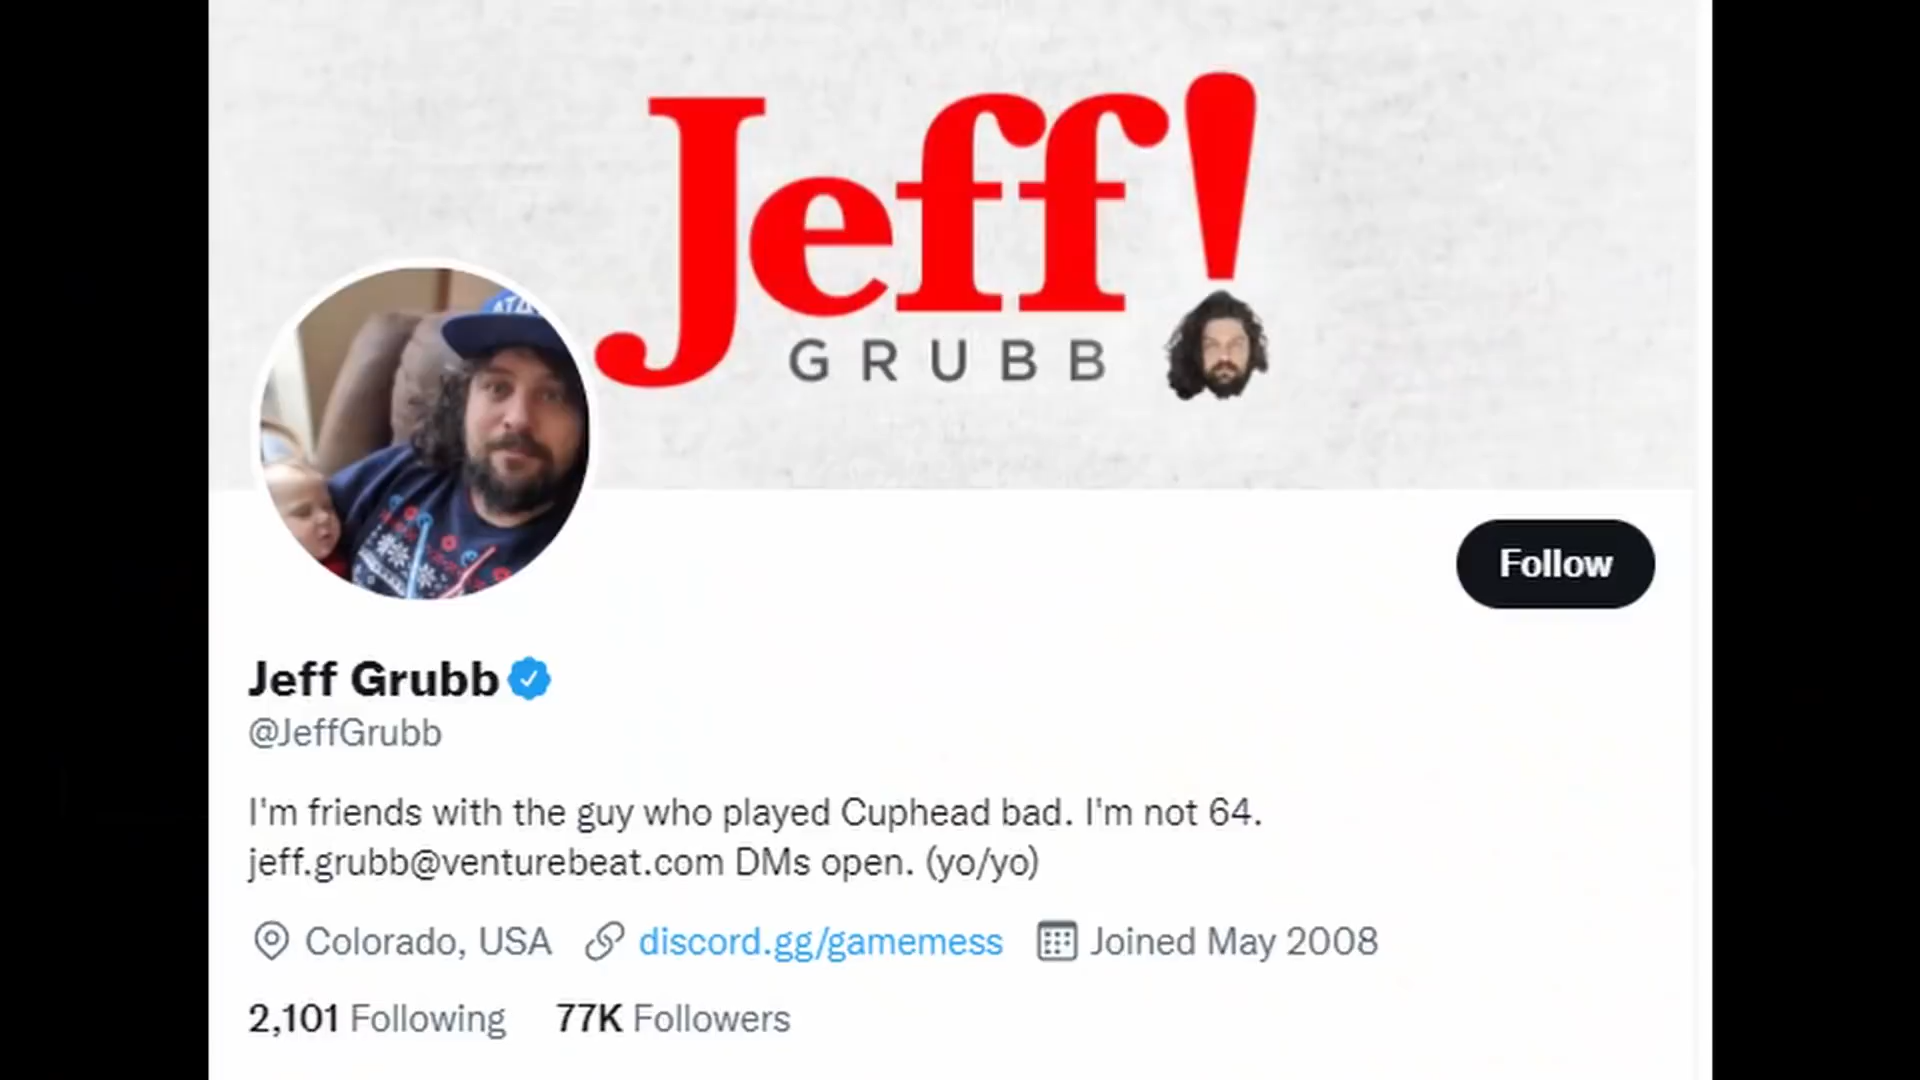 Jeff!
GRUBB
Follow
Jeff Grubb
@JeffGrubb
I'm friends with the guy who played Cuphead bad. I'm not 64.
jeff.grubb@venturebeat.com DMs open. (yo/yo)
Colorado, USA discord.gg/gamemess Joined May 2008
2,101 Following 77K Followers